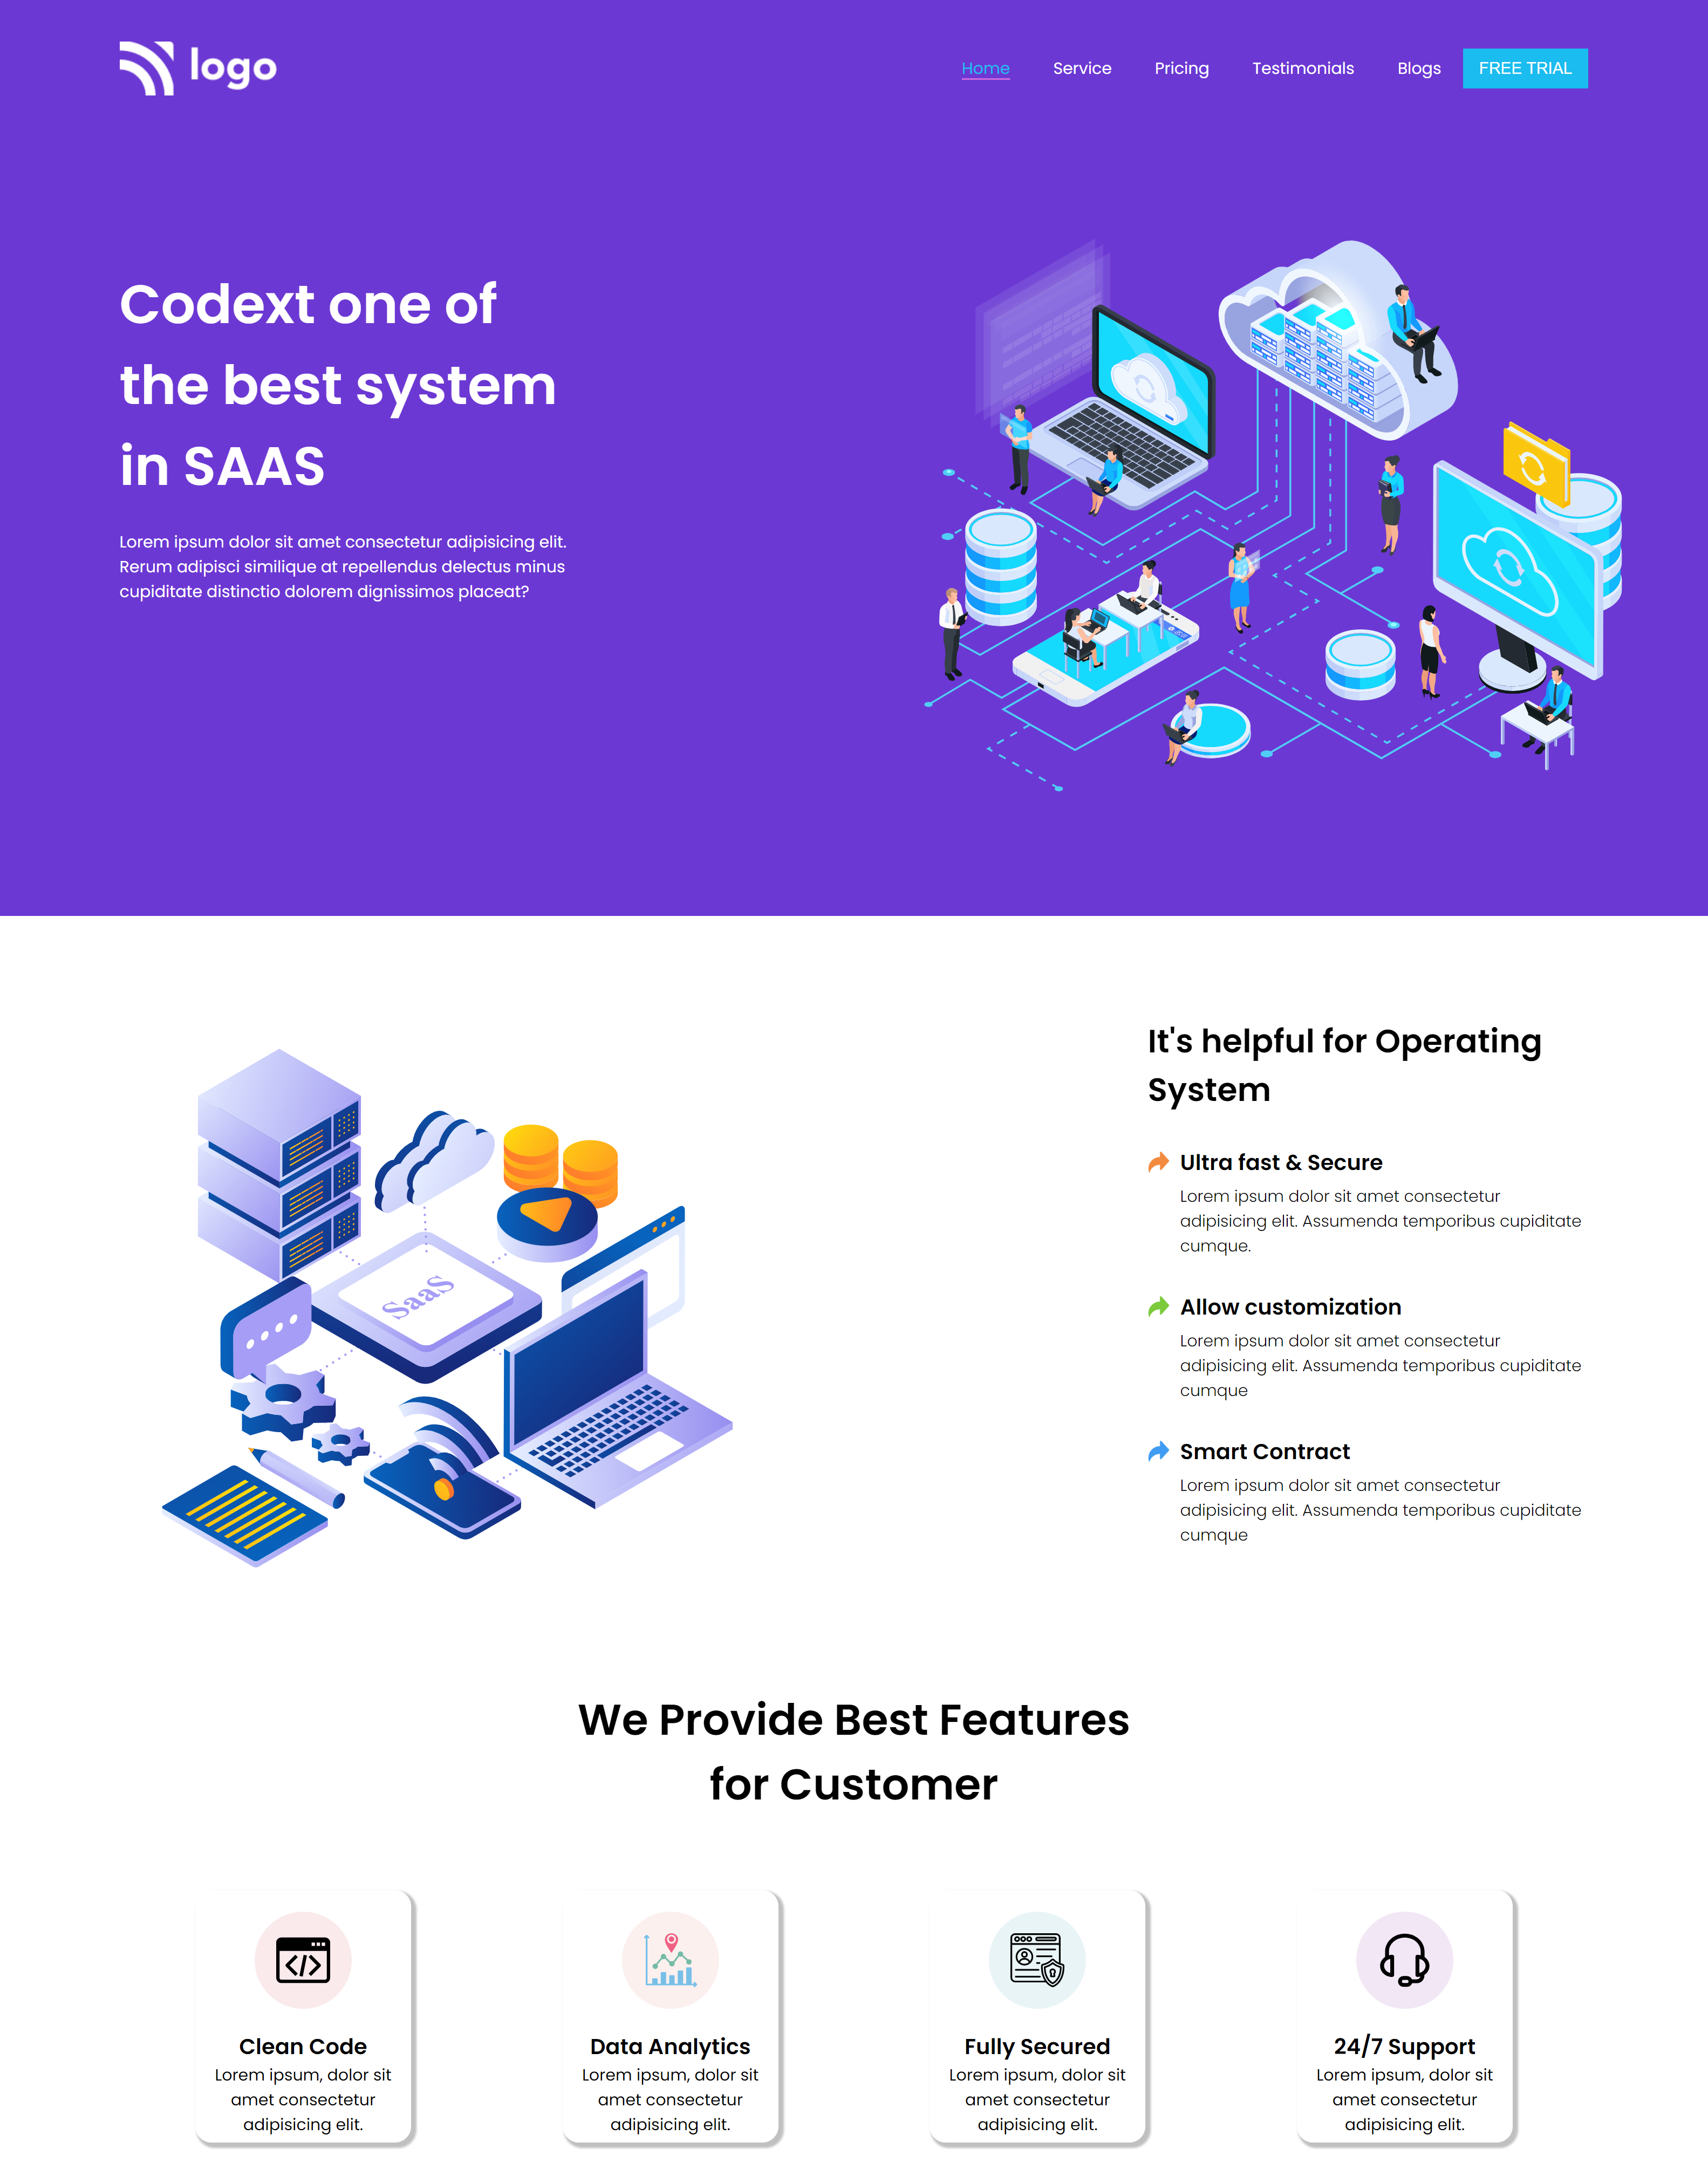 logo
Home Service Pricing Testimonials Blogs FREE TRIAL
Codext one of
the best system
in SAAS
Lorem ipsum dolor sit amet consectetur adipisicing elit.
Rerum adipisci similique at repellendus delectus minus
cupiditate distinctio dolorem dignissimos placeat?
SaaS
It's helpful for Operating
System
Ultra fast & Secure
Lorem ipsum dolor sit amet consectetur
adipisicing elit. Assumenda temporibus cupiditate
cumque.
Allow customization
Lorem ipsum dolor sit amet consectetur
adipisicing elit. Assumenda temporibus cupiditate
cumque
Smart Contract
Lorem ipsum dolor sit amet consectetur
adipisicing elit. Assumenda temporibus cupiditate
cumque
We Provide Best Features
for Customer
Clean Code
Lorem ipsum, dolor sit
amet consectetur
adipisicing elit.
Data Analytics
Lorem ipsum, dolor sit
amet consectetur
adipisicing elit.
Fully Secured
Lorem ipsum, dolor sit
amet consectetur
adipisicing elit.
24/7 Support
Lorem ipsum, dolor sit
amet consectetur
adipisicing elit.